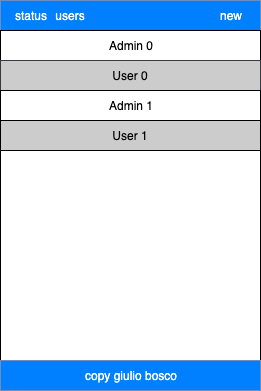 status users new
Admin 0
User 0
Admin 1
User 1
copy giulio bosco